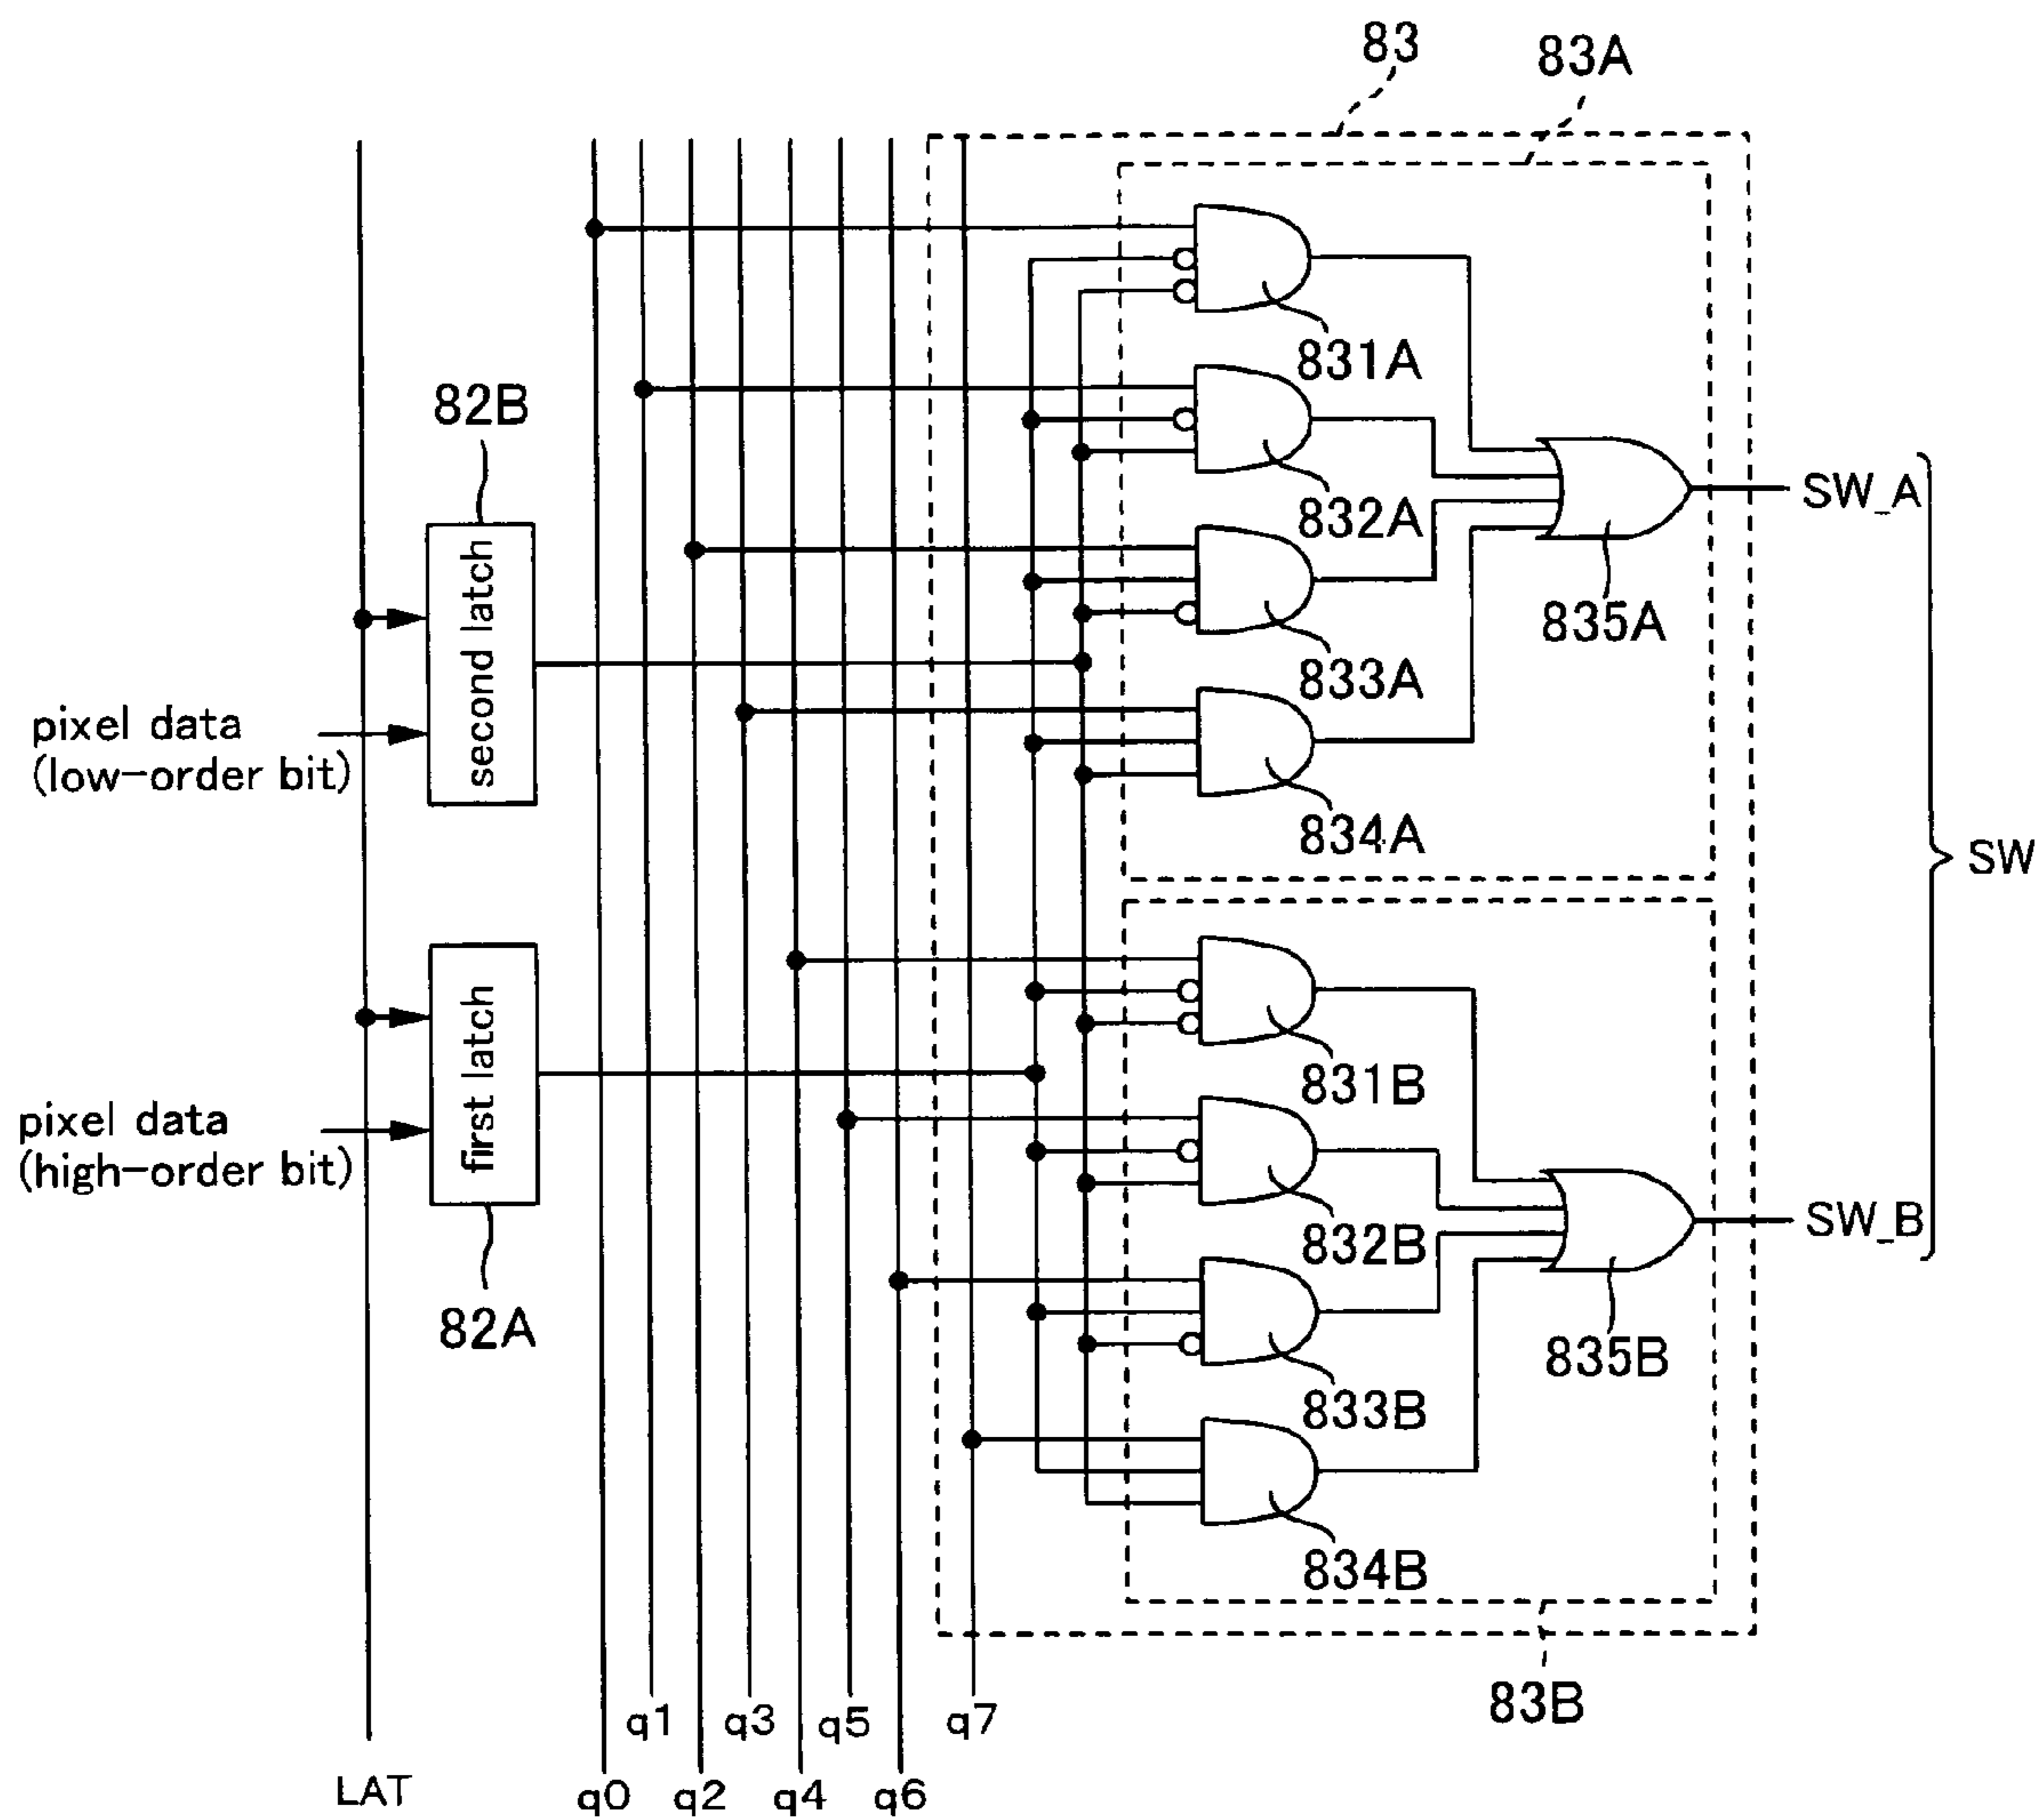 83
83A
82B
831A
SW_A
832A
second latch
835A
833A
pixel data
(low-order bit)
834A
SW
first latch
831B
pixel data
(high-order bit)
SW_B
832B
82A
835B
833B
834B
83B
q1
q3
q5
q7
LAT
q0
q2
q4
q6